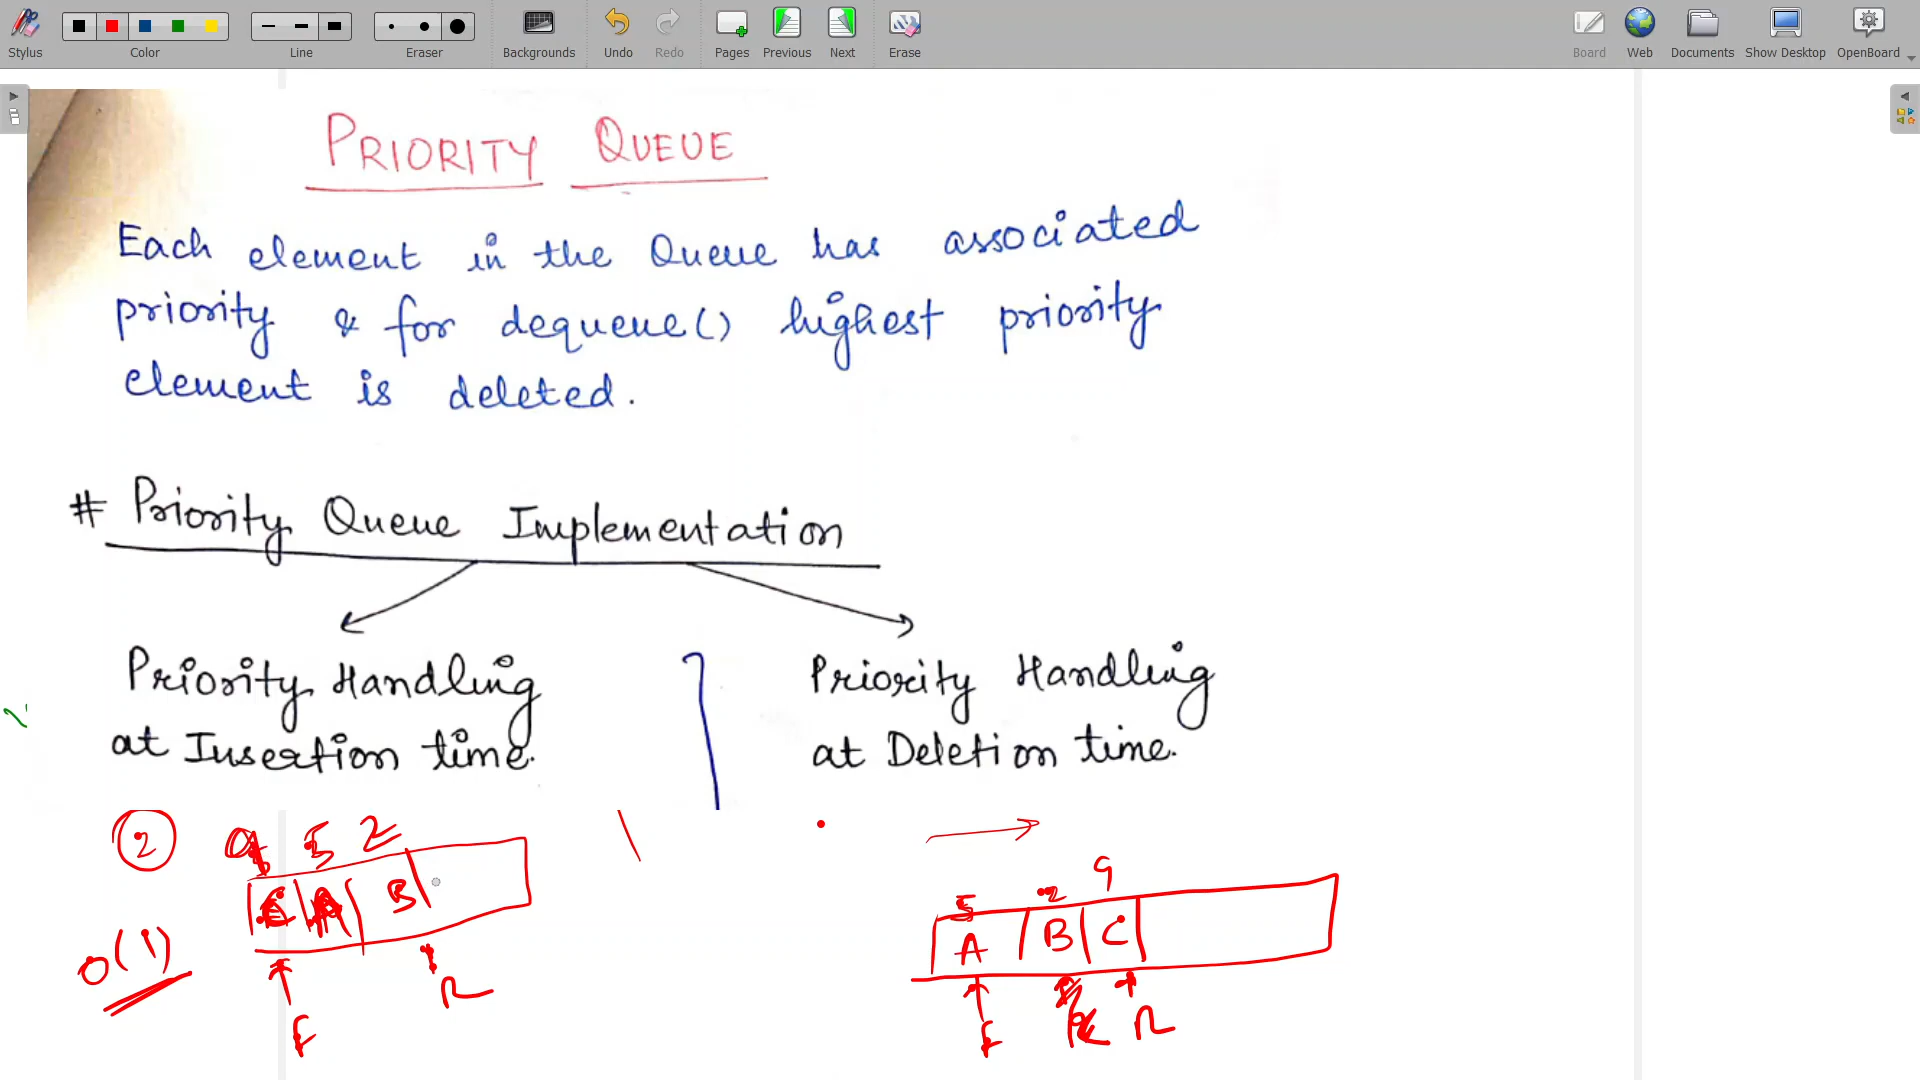 Stylus Color Line Eraser Backgrounds Undo Redo Pages Previous Next Erase Board Web Documents Show Desktop OpenBoard
PRIORITY QUEUE
Each element in the Queue has associated
priority & for dequeue() highest priority
element is deleted.
# Priority Queue Implementation
Priority Handling
at Insertion time.
Priority Handling
at Deletion time.
2
9 5 2
C A B
O(1)
F
R
5 2 9
A B C
F
R